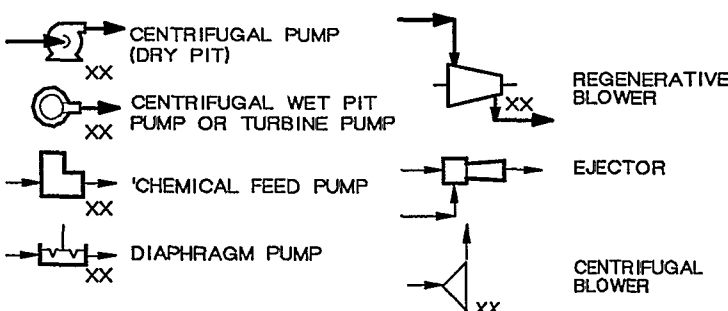 CENTRIFUGAL PUMP
(DRY PIT)
XX
CENTRIFUGAL WET PIT
PUMP OR TURBINE PUMP
XX
'CHEMICAL FEED PUMP
XX
DIAPHRAGM PUMP
XX
REGENERATIVE
BLOWER
XX
EJECTOR
CENTRIFUGAL
BLOWER
XX